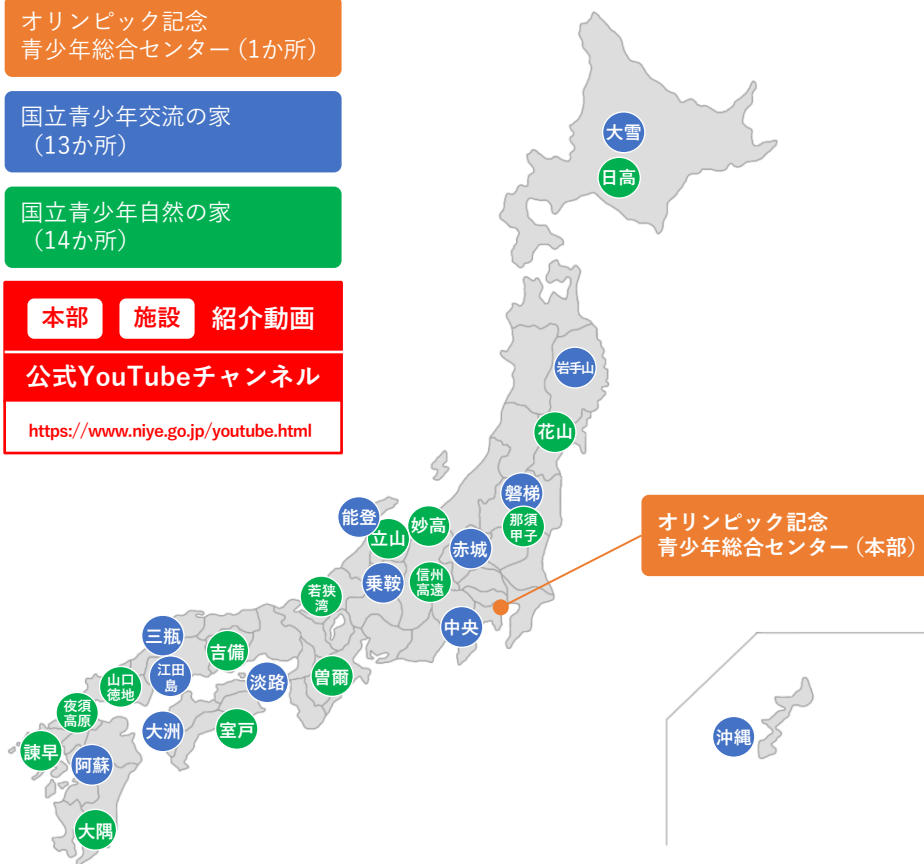 オリンピック記念
青少年総合センター（1か所）
国立青少年交流の家
（13か所）
国立青少年自然の家
（14か所）
本部 施設 紹介動画
公式YouTubeチャンネル
https://www.niye.go.jp/youtube.html
大雪
日高
岩手山
花山
磐梯
那須
甲子
能登
立山
妙高
赤城
オリンピック記念
青少年総合センター（本部）
乗鞍
信州
高遠
若狭
湾
中央
三瓶
吉備
江田
島
淡路
曽爾
山口
徳地
夜須
高原
大洲
室戸
諫早
阿蘇
大隅
沖縄